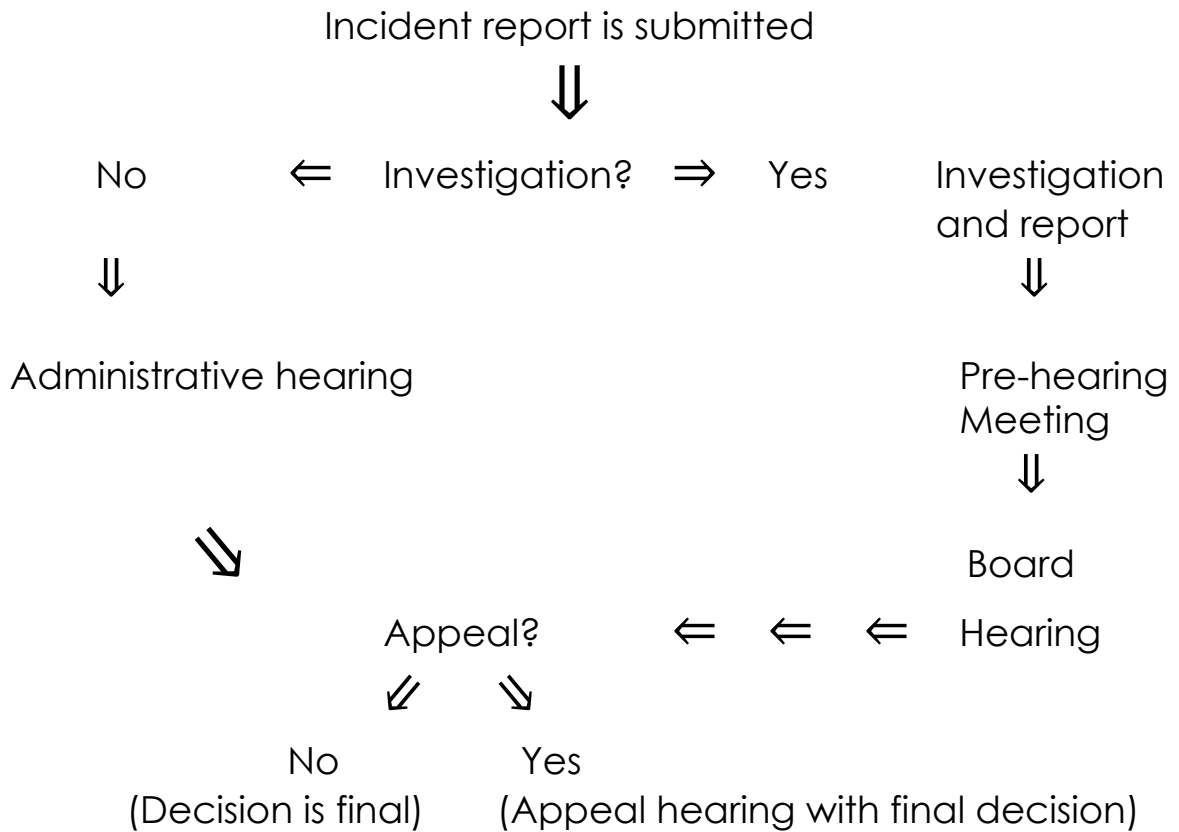 Incident report is submitted
⇓
No ⇐ Investigation? ⇒ Yes Investigation
and report
⇓ ⇓
Administrative hearing Pre-hearing
Meeting
⇓
⇘ Board
Appeal? ⇐ ⇐ ⇐ Hearing
⇙ ⇘
No Yes
(Decision is final) (Appeal hearing with final decision)